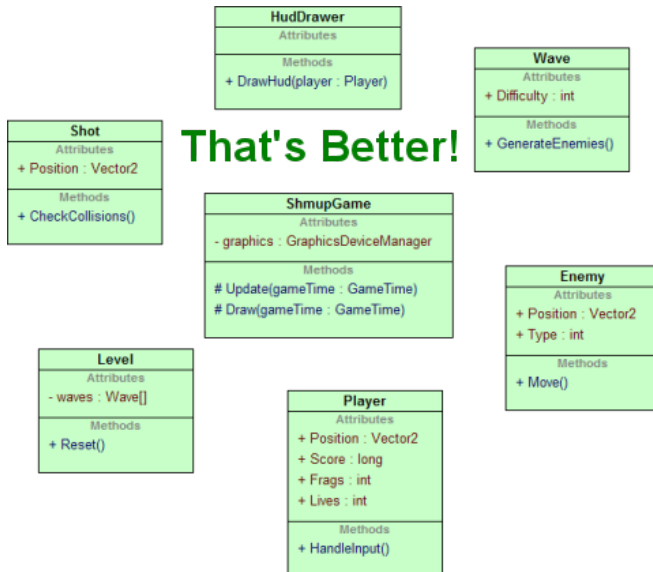 HudDrawer
Attributes
Methods
+ DrawHud(player : Player)
Wave
Attributes
+ Difficulty : int
Methods
+ GenerateEnemies()
Shot
Attributes
+ Position : Vector2
Methods
+ CheckCollisions()
That's Better!
ShmupGame
Attributes
- graphics : GraphicsDeviceManager
Methods
# Update(gameTime : GameTime)
# Draw(gameTime : GameTime)
Enemy
Attributes
+ Position : Vector2
+ Type : int
Methods
+ Move()
Level
Attributes
- waves : Wave[]
Methods
+ Reset()
Player
Attributes
+ Position : Vector2
+ Score : long
+ Frags : int
+ Lives : int
Methods
+ HandleInput()